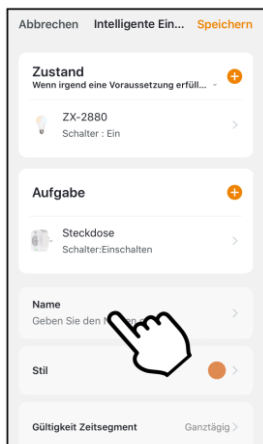 Abbrechen Intelligente Ein... Speichern
Zustand
Wenn irgend eine Voraussetzung erfüll...
ZX-2880
Schalter : Ein
Aufgabe
Steckdose
Schalter:Einschalten
Name
Geben Sie den
Stil
Gültigkeit Zeitsegment Ganztägig